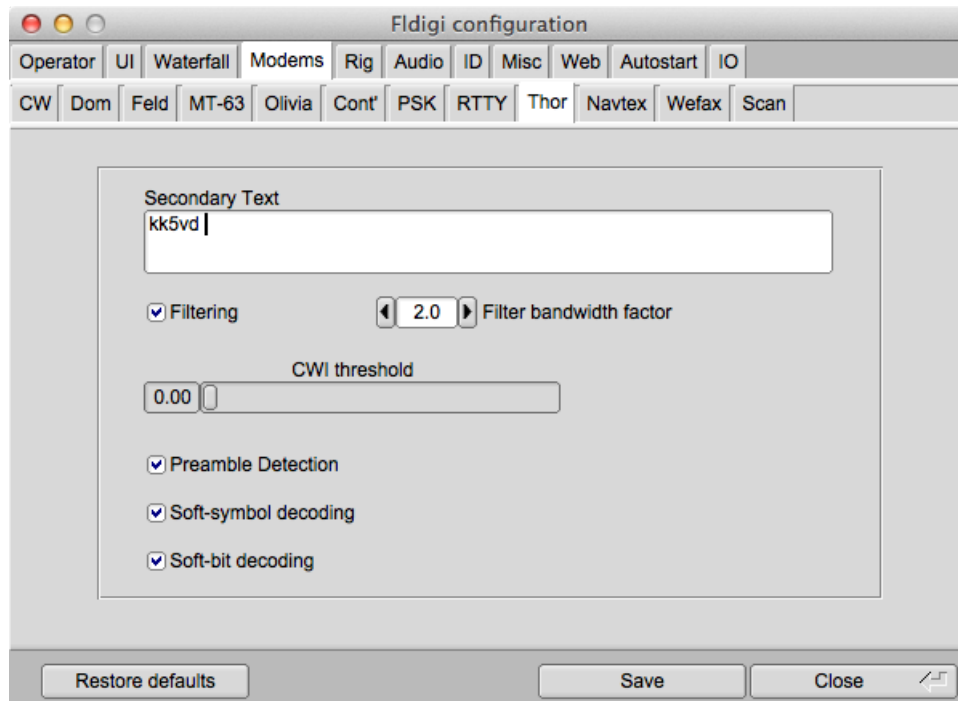 Fldigi configuration
Operator UI Waterfall Modems Rig Audio ID Misc Web Autostart IO
CW Dom Feld MT-63 Olivia Cont' PSK RTTY Thor Navtex Wefax Scan
Secondary Text
kk5vd
Filtering 2.0 Filter bandwidth factor
CWI threshold
0.00
Preamble Detection
Soft-symbol decoding
Soft-bit decoding
Restore defaults Save Close